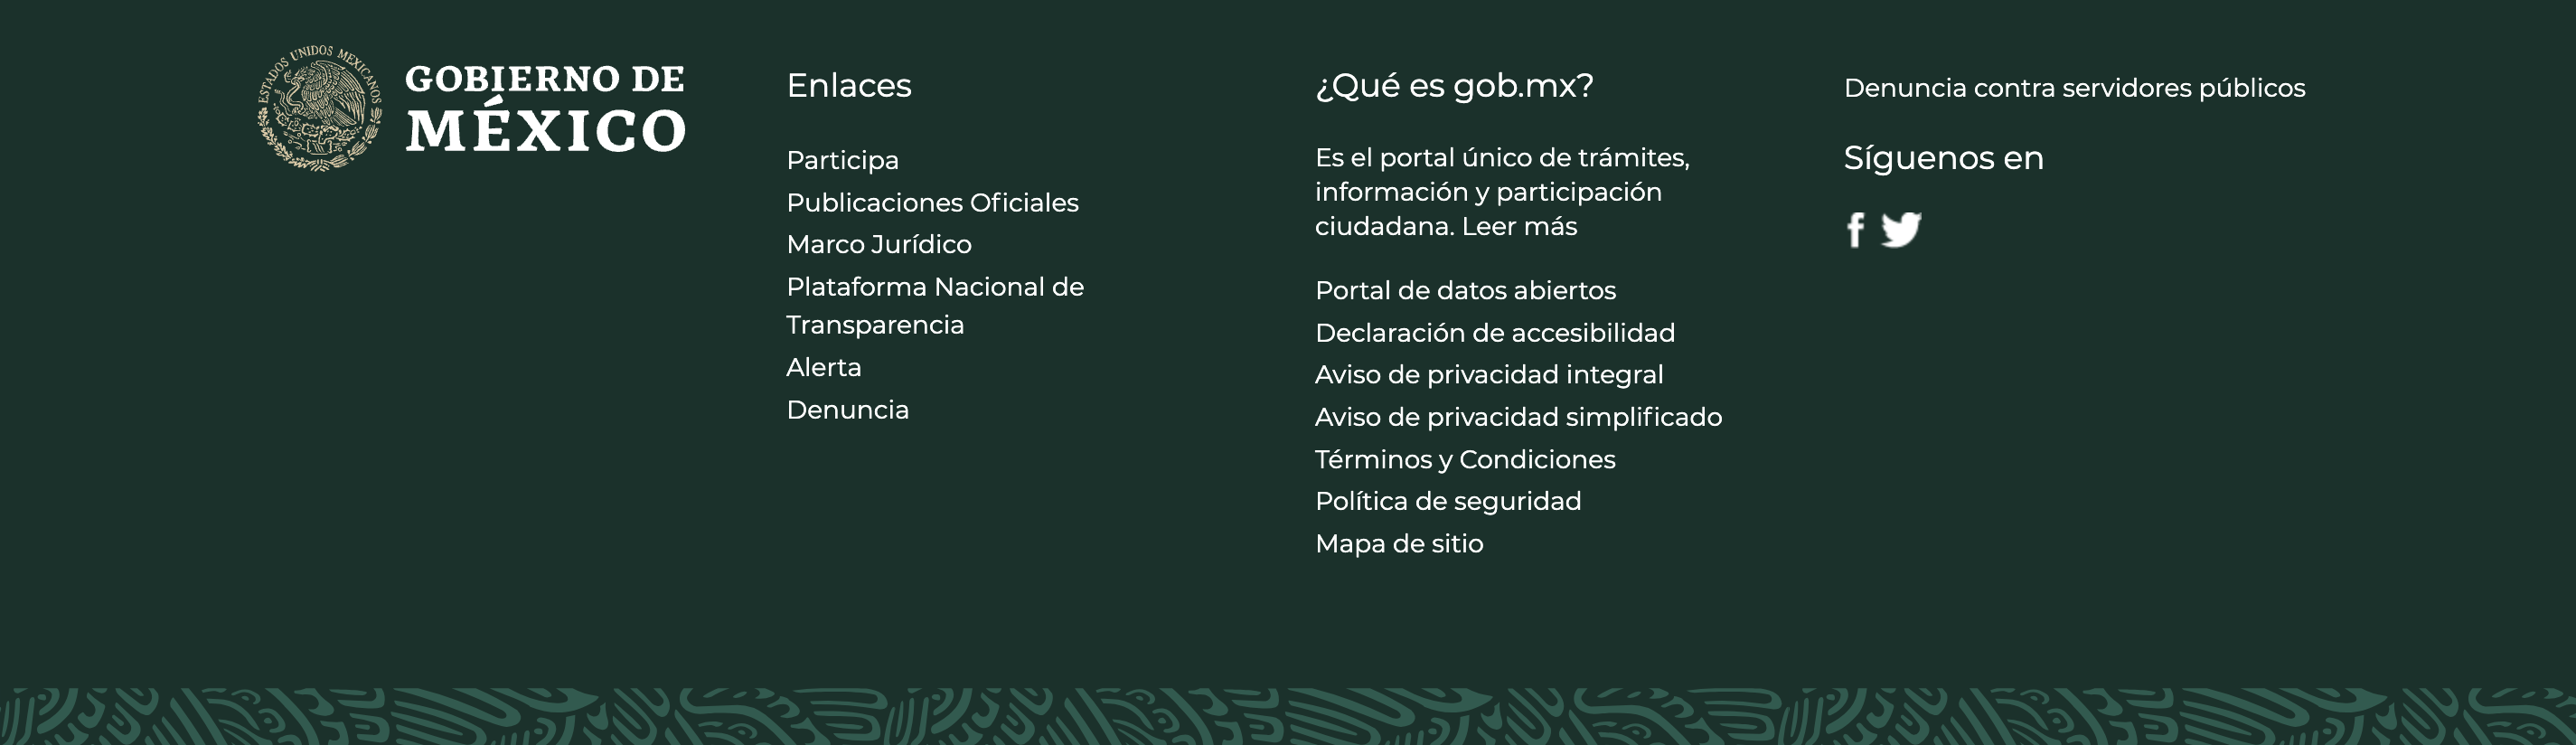 ESTADOS UNIDOS MEXICANOS
GOBIERNO DE
MÉXICO
Enlaces
Participa
Publicaciones Oficiales
Marco Jurídico
Plataforma Nacional de
Transparencia
Alerta
Denuncia
¿Qué es gob.mx?
Es el portal único de trámites,
información y participación
ciudadana. Leer más
Portal de datos abiertos
Declaración de accesibilidad
Aviso de privacidad integral
Aviso de privacidad simplificado
Términos y Condiciones
Política de seguridad
Mapa de sitio
Denuncia contra servidores públicos
Síguenos en